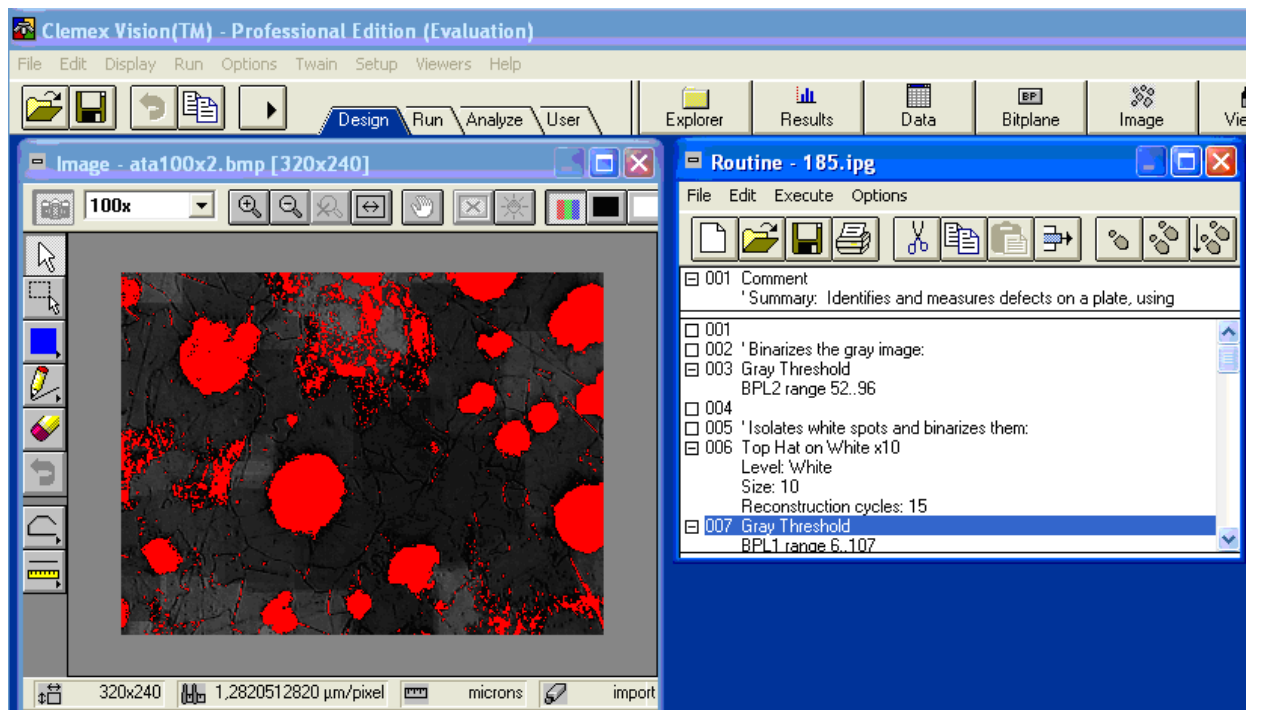 Clemex Vision(TM) - Professional Edition (Evaluation)
File Edit Display Run Options Twain Setup Viewers Help
Design Run Analyze User Explorer Results Data BP Bitplane Image
Image - ata100x2.bmp [320x240]
100x
320x240 1,2820512820 µm/pixel microns import
Routine - 185.ipg
File Edit Execute Options
001 Comment
' Summary: Identifies and measures defects on a plate, using
001
002 ' Binarizes the gray image:
003 Gray Threshold
BPL2 range 52..96
004
005 ' Isolates white spots and binarizes them:
006 Top Hat on White x10
Level: White
Size: 10
Reconstruction cycles: 15
007 Gray Threshold
BPL1 range 6..107